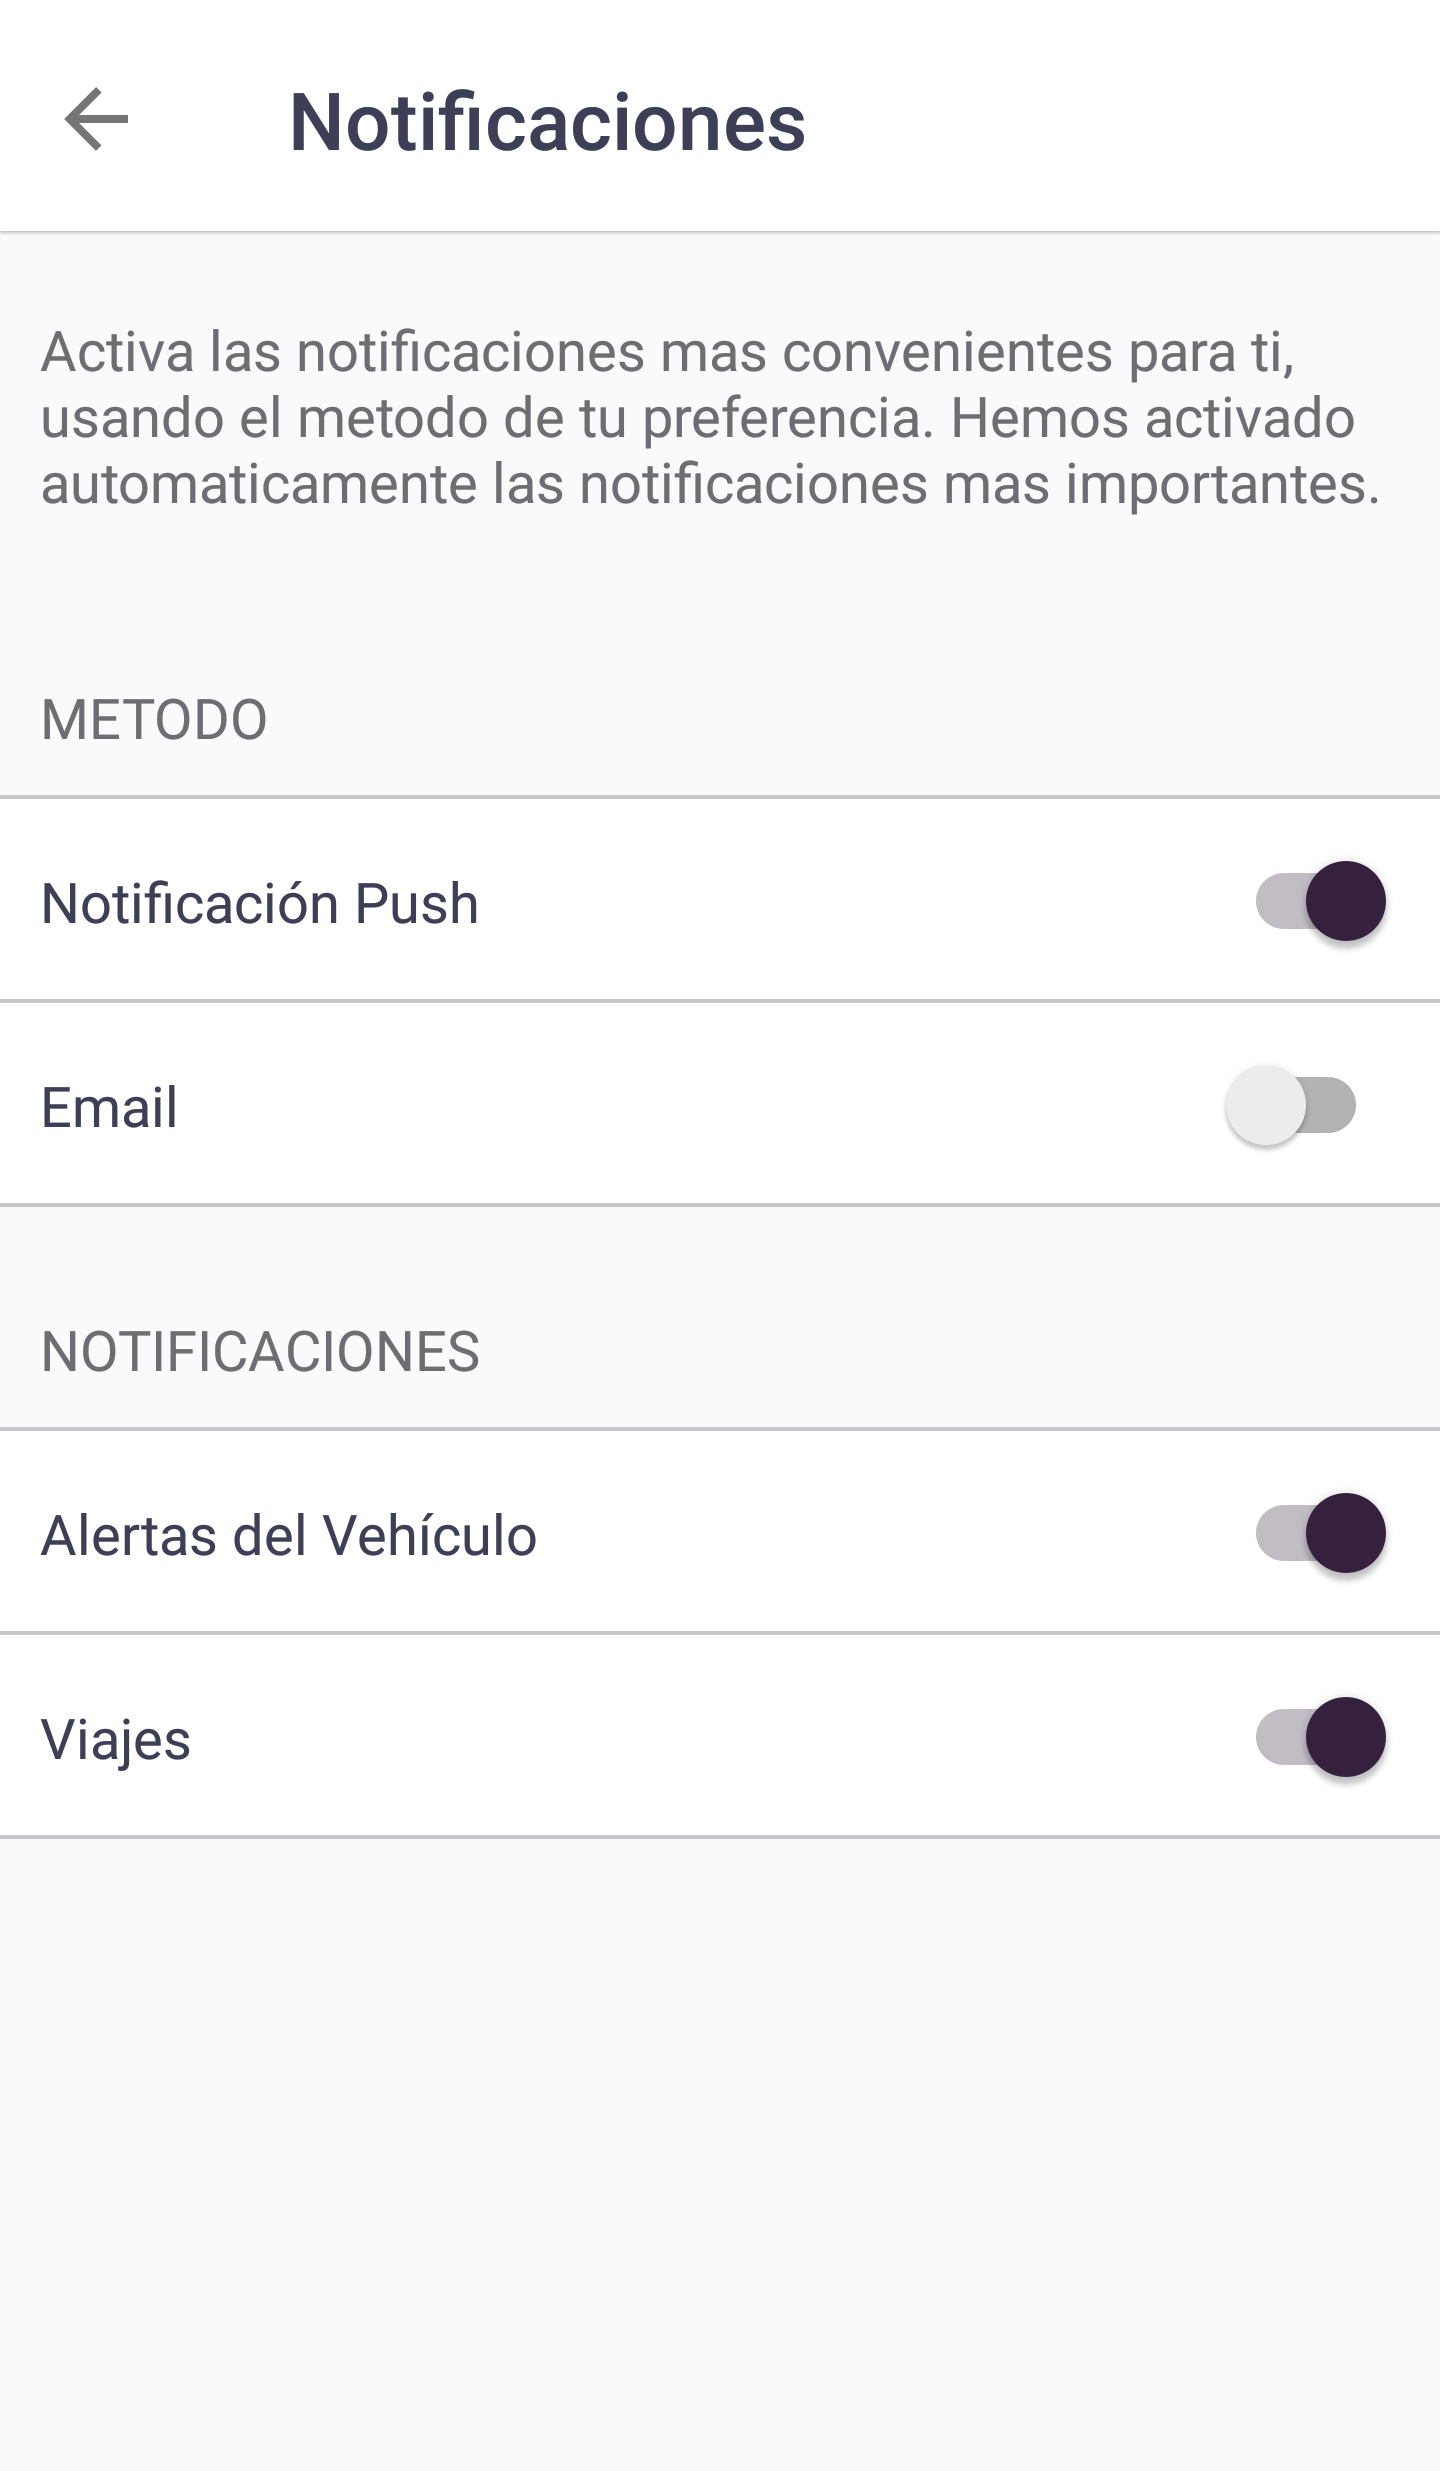 Notificaciones
Activa las notificaciones mas convenientes para ti,
usando el metodo de tu preferencia. Hemos activado
automaticamente las notificaciones mas importantes.
METODO
Notificación Push
Email
NOTIFICACIONES
Alertas del Vehículo
Viajes